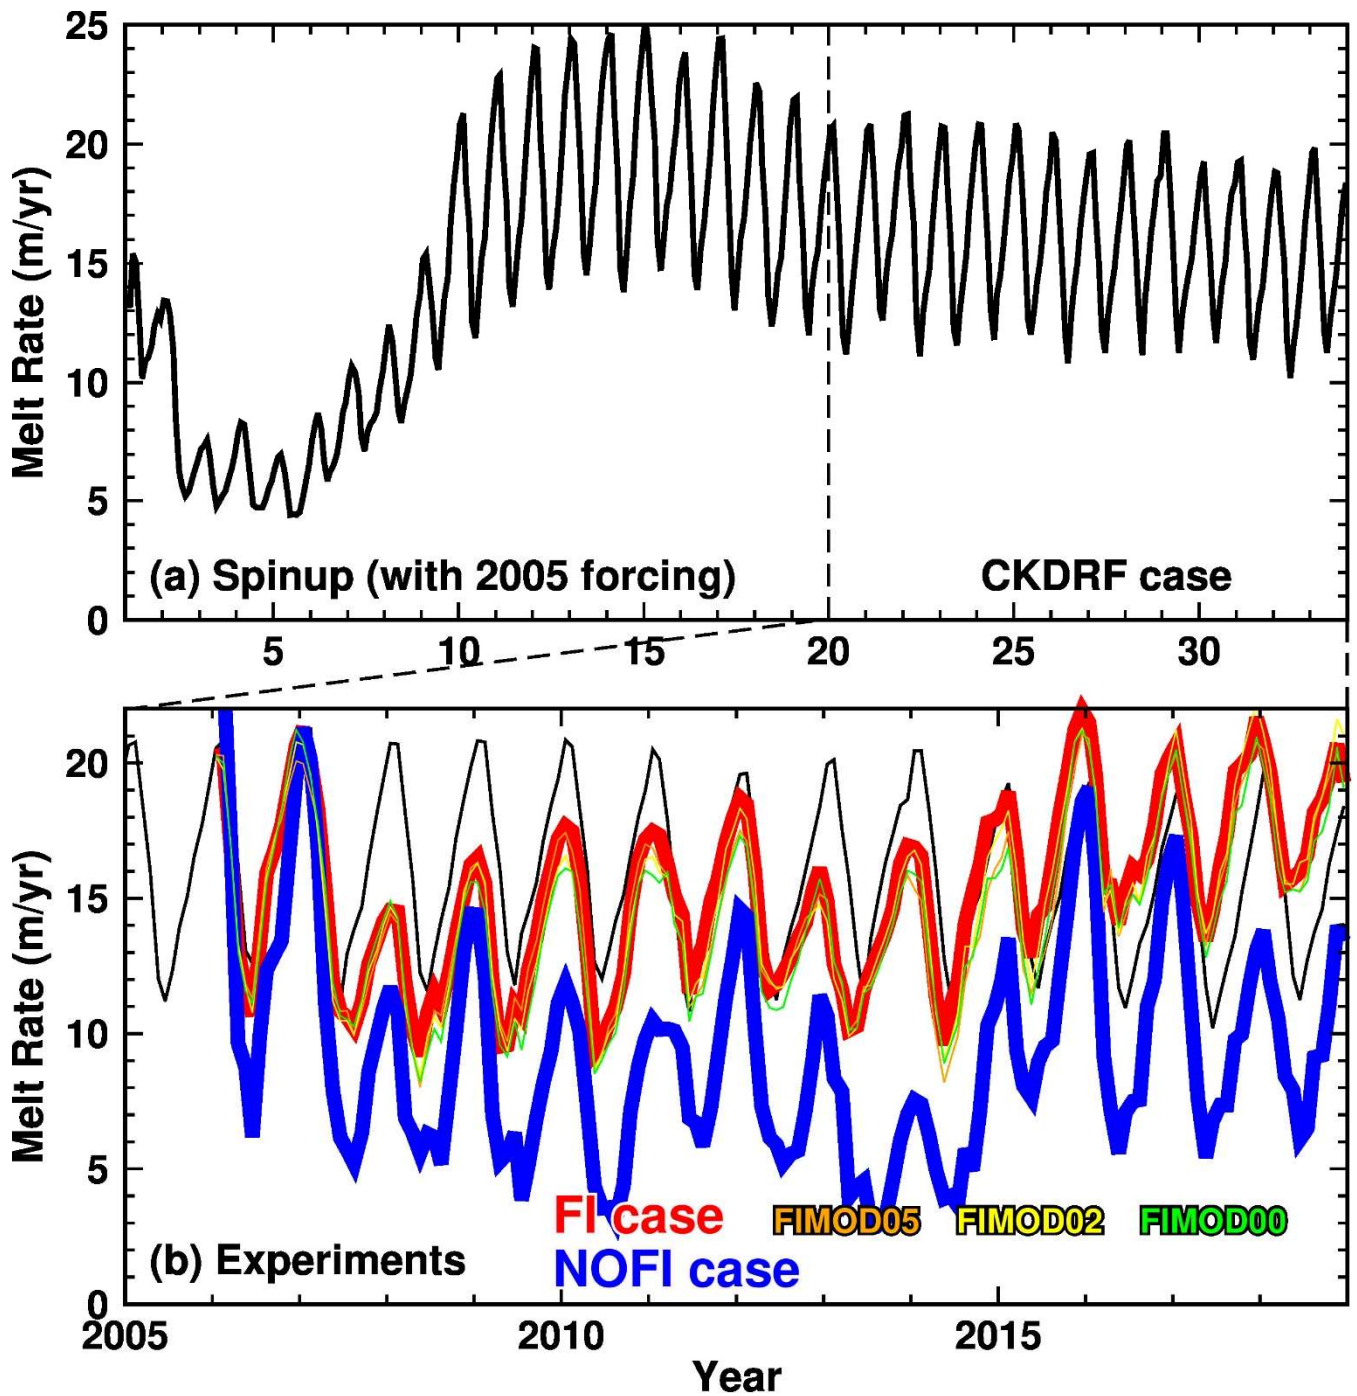 25
20
15
10
5
0
Melt Rate (m/yr)
(a) Spinup (with 2005 forcing)
CKDRF case
5 10 15 20 25 30
20
15
10
5
0
Melt Rate (m/yr)
FI case FIMOD05 FIMOD02 FIMOD00
(b) Experiments
NOFI case
2005 2010 2015
Year